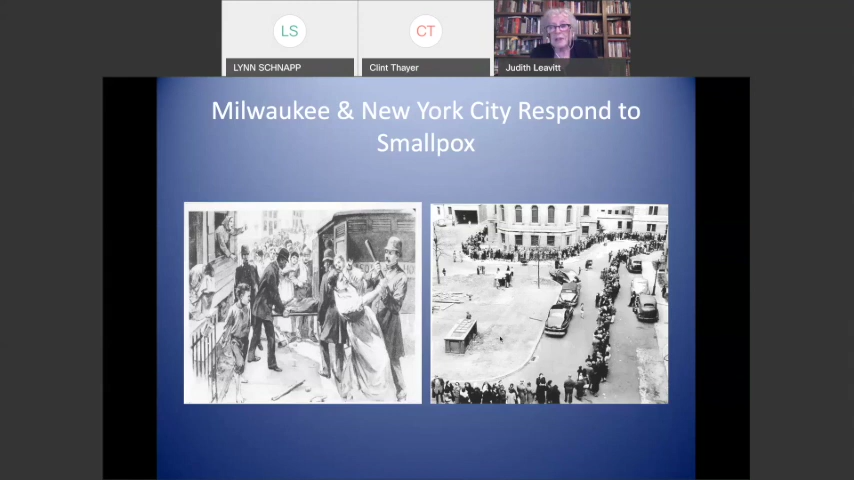 LS
CT
LYNN SCHNAPP
Clint Thayer
Judith Leavitt
Milwaukee & New York City Respond to
Smallpox